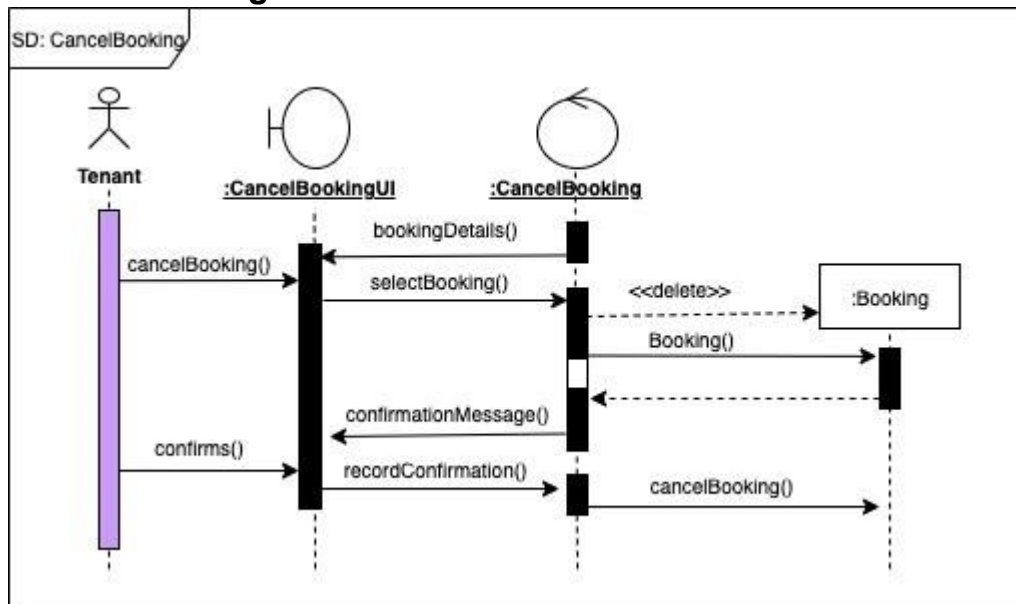 SD: CancelBooking
Tenant
:CancelBookingUI
:CancelBooking
bookingDetails()
cancelBooking()
selectBooking()
<<delete>>
:Booking
Booking()
confirmationMessage()
confirms()
recordConfirmation()
cancelBooking()